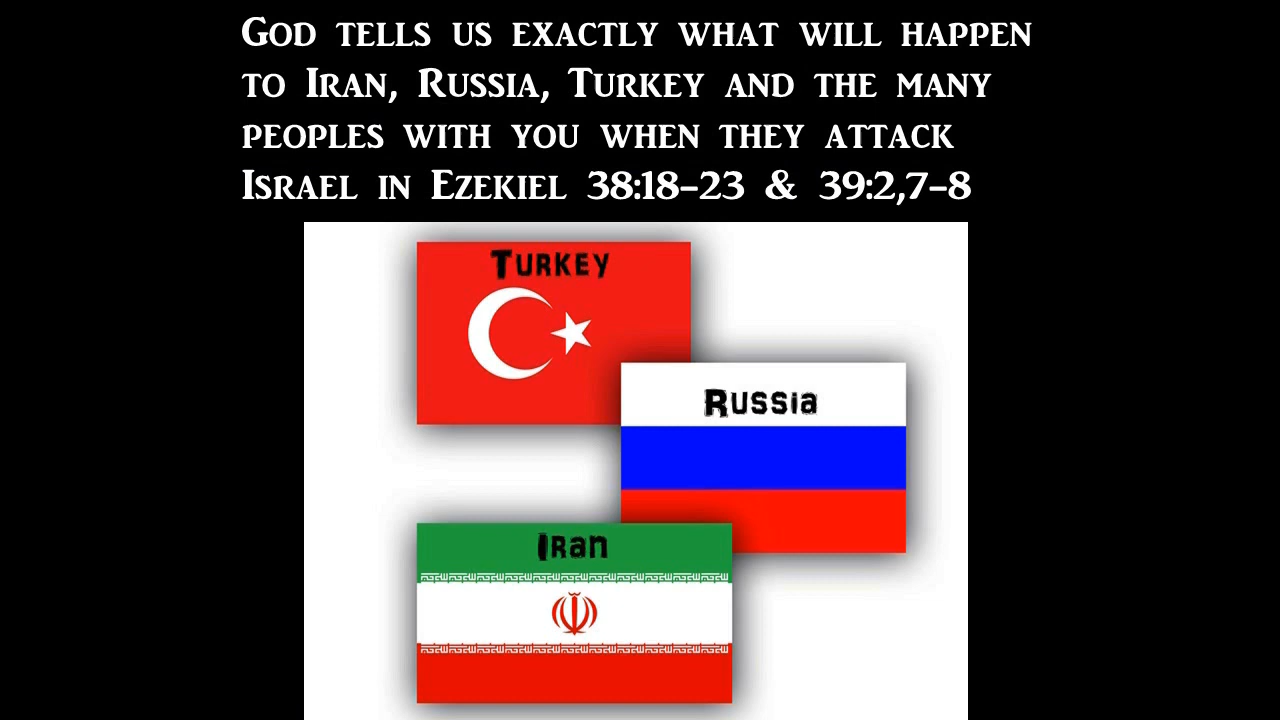 God tells us exactly what will happen
to Iran, Russia, Turkey and the many
peoples with you when they attack
Israel in Ezekiel 38:18-23 & 39:2,7-8
Turkey
Russia
Iran